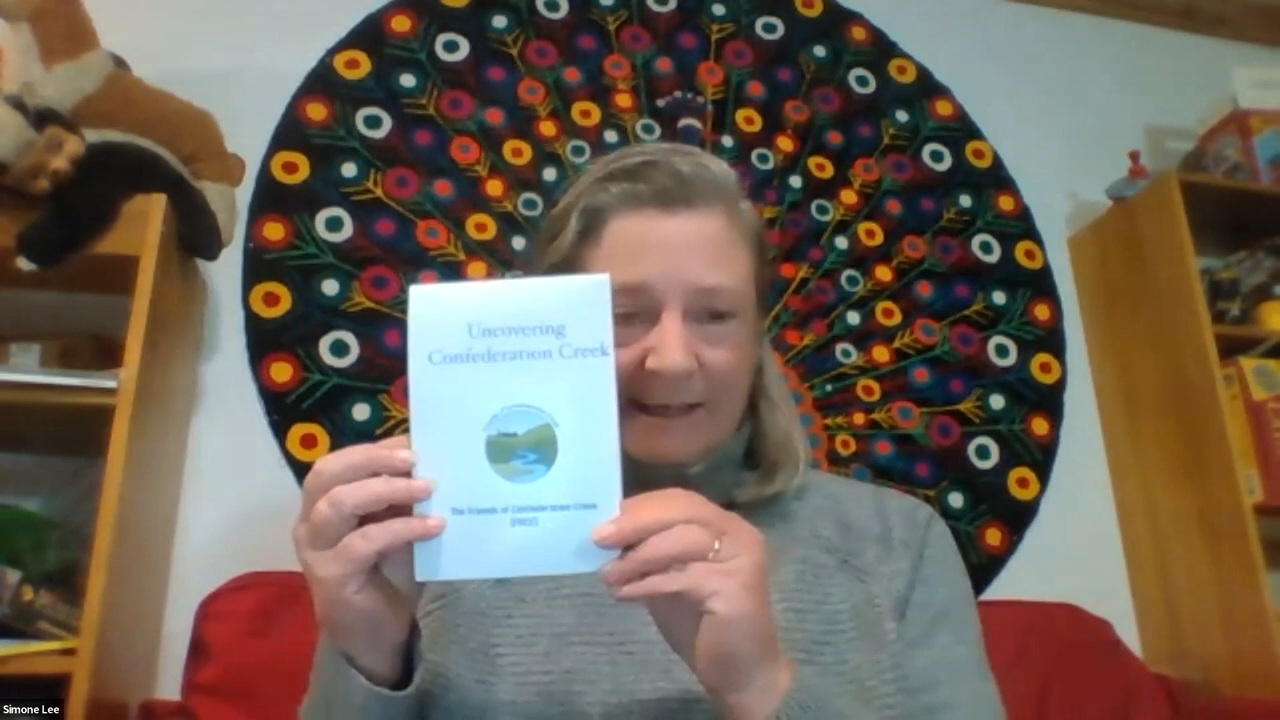 Uncovering
Confederation Creek
The Friends of Confederation Creek
Simone Lee